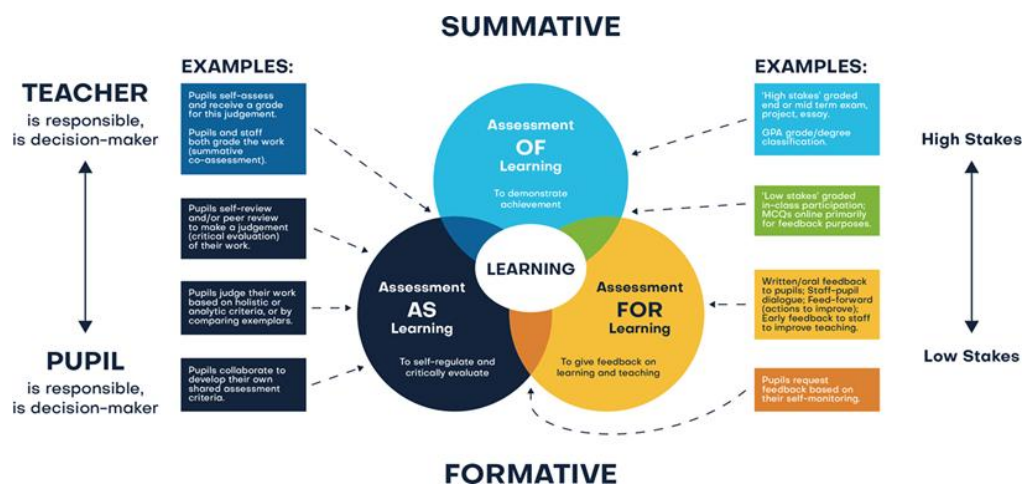 SUMMATIVE
TEACHER
is responsible,
is decision-maker
PUPIL
is responsible,
is decision-maker
EXAMPLES:
Pupils self-assess
and receive a grade
for this judgement.
Pupils and staff
both grade the work
(summative
co-assessment).
Pupils self-review
and/or peer review
to make a judgement
(critical evaluation)
of their work.
Pupils judge their work
based on holistic or
analytic criteria, or by
comparing exemplars.
Pupils collaborate to
develop their own
shared assessment
criteria.
Assessment
OF
Learning
To demonstrate
achievement
LEARNING
Assessment
AS
Learning
To self-regulate and
critically evaluate
Assessment
FOR
Learning
To give feedback on
learning and teaching
EXAMPLES:
'High stakes' graded
end or mid term exam,
project, essay.
GPA grade/degree
classification.
'Low stakes' graded
in-class participation;
MCQs online primarily
for feedback purposes.
Written/oral feedback
to pupils; Staff-pupil
dialogue; Feed-forward
(actions to improve);
Early feedback to staff
to improve teaching.
Pupils request
feedback based on
their self-monitoring.
High Stakes
Low Stakes
FORMATIVE